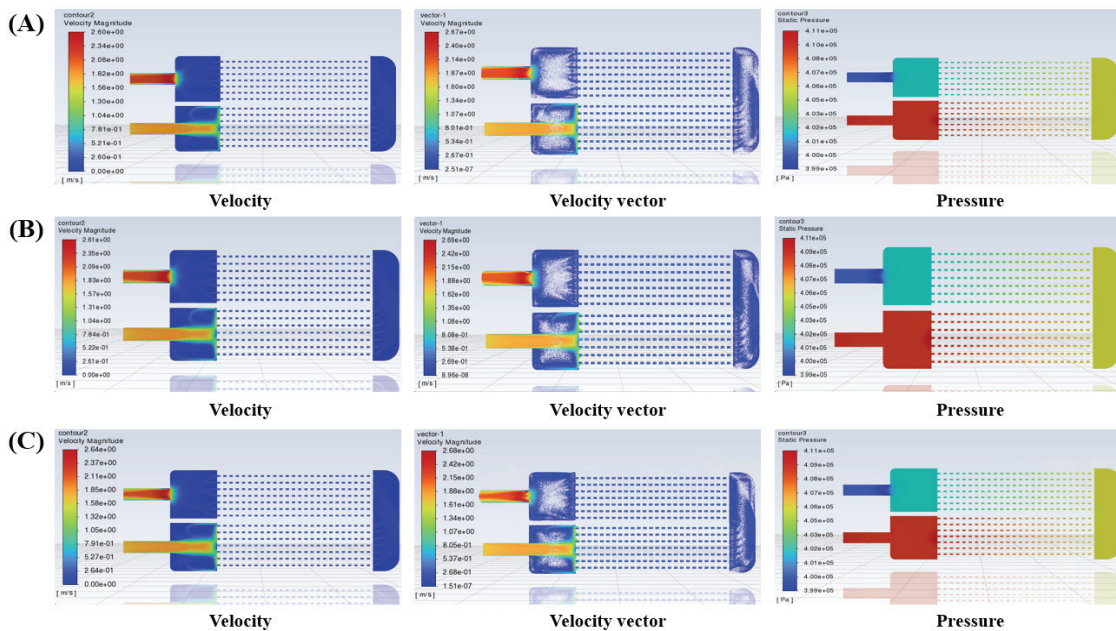 (A)
contour2
Velocity Magnitude
2.60e+00
2.34e+00
2.08e+00
1.82e+00
1.56e+00
1.30e+00
1.04e+00
7.81e-01
5.21e-01
2.60e-01
0.00e+00
[ m/s ]
Velocity
vector-1
Velocity Magnitude
2.67e+00
2.40e+00
2.14e+00
1.87e+00
1.60e+00
1.34e+00
1.07e+00
8.01e-01
5.34e-01
2.67e-01
2.51e-07
[ m/s ]
Velocity vector
contour3
Static Pressure
4.11e+05
4.10e+05
4.08e+05
4.07e+05
4.06e+05
4.05e+05
4.03e+05
4.02e+05
4.01e+05
4.00e+05
3.99e+05
[ Pa ]
Pressure
(B)
contour2
Velocity Magnitude
2.61e+00
2.35e+00
2.09e+00
1.83e+00
1.57e+00
1.31e+00
1.04e+00
7.84e-01
5.22e-01
2.61e-01
0.00e+00
[ m/s ]
Velocity
vector-1
Velocity Magnitude
2.69e+00
2.42e+00
2.15e+00
1.88e+00
1.62e+00
1.35e+00
1.08e+00
8.08e-01
5.38e-01
2.69e-01
8.96e-08
[ m/s ]
Velocity vector
contour3
Static Pressure
4.11e+05
4.09e+05
4.08e+05
4.07e+05
4.06e+05
4.05e+05
4.03e+05
4.02e+05
4.01e+05
4.00e+05
3.99e+05
[ Pa ]
Pressure
(C)
contour2
Velocity Magnitude
2.64e+00
2.37e+00
2.11e+00
1.85e+00
1.58e+00
1.32e+00
1.05e+00
7.91e-01
5.27e-01
2.64e-01
0.00e+00
[ m/s ]
Velocity
vector-1
Velocity Magnitude
2.68e+00
2.42e+00
2.15e+00
1.88e+00
1.61e+00
1.34e+00
1.07e+00
8.05e-01
5.37e-01
2.68e-01
1.51e-07
[ m/s ]
Velocity vector
contour3
Static Pressure
4.11e+05
4.09e+05
4.08e+05
4.07e+05
4.06e+05
4.05e+05
4.03e+05
4.02e+05
4.01e+05
4.00e+05
3.99e+05
[ Pa ]
Pressure